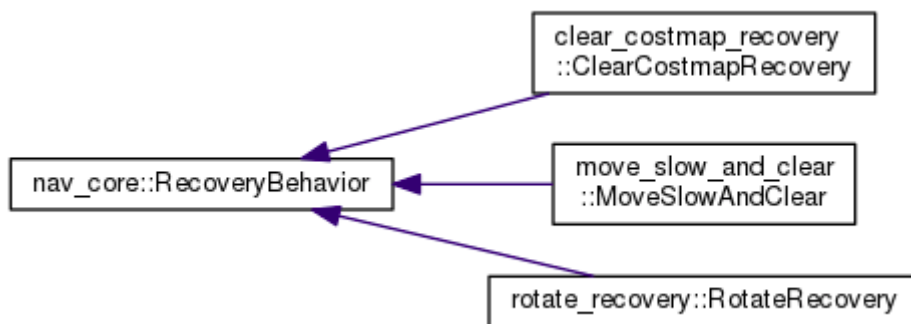 clear_costmap_recovery
::ClearCostmapRecovery
nav_core::RecoveryBehavior
move_slow_and_clear
::MoveSlowAndClear
rotate_recovery::RotateRecovery